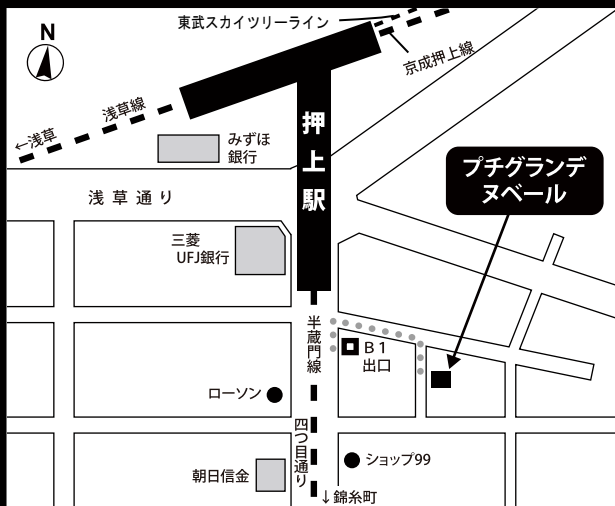 東武スカイツリーライン
N
京成押上線
浅草線
←浅草
みずほ
銀行
押上駅
プチグランデ
ヌベール
浅草通り
三菱
UFJ銀行
半蔵門線
B1
出口
ローソン
四つ目通り
ショップ99
朝日信金
↓錦糸町